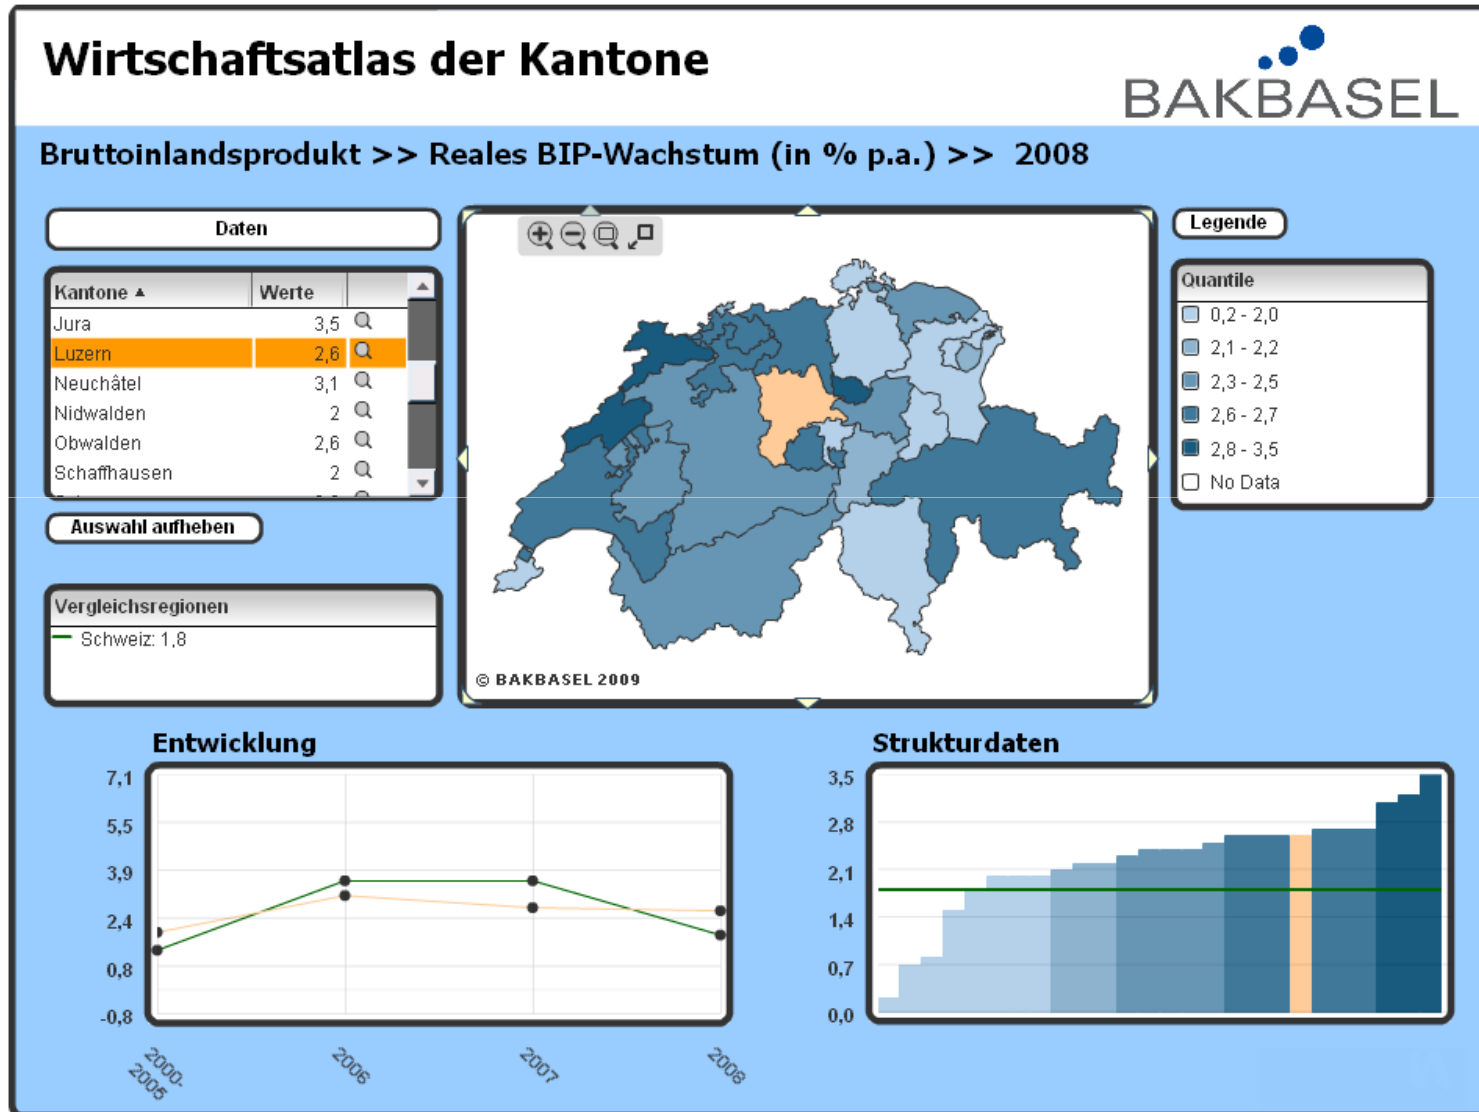 Wirtschaftsatlas der Kantone
BAKBASEL
Bruttoinlandsprodukt >> Reales BIP-Wachstum (in % p.a.) >> 2008
Daten
Kantone Werte
Jura 3,5
Luzern 2,6
Neuchâtel 3,1
Nidwalden 2
Obwalden 2,6
Schaffhausen 2
Auswahl aufheben
Vergleichsregionen
Schweiz: 1,8
© BAKBASEL 2009
Legende
Quantile
0,2 - 2,0
2,1 - 2,2
2,3 - 2,5
2,6 - 2,7
2,8 - 3,5
No Data
Entwicklung
7,1
5,5
3,9
2,4
0,8
-0,8
2000-
2005
2006
2007
2008
Strukturdaten
3,5
2,8
2,1
1,4
0,7
0,0